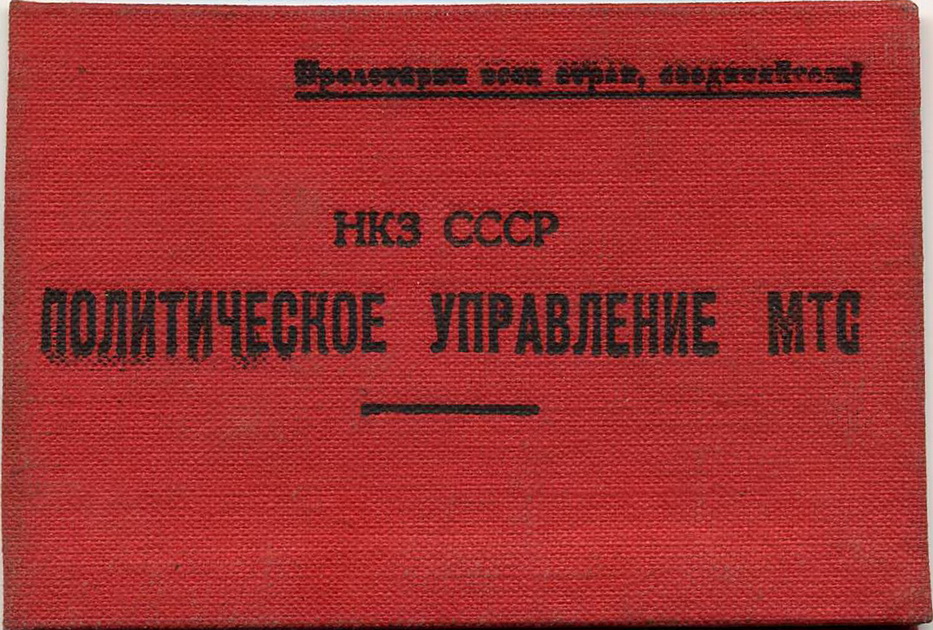 Пролетарии всех стран, соединяйтесь!
НКЗ СССР
ПОЛИТИЧЕСКОЕ УПРАВЛЕНИЕ МТС